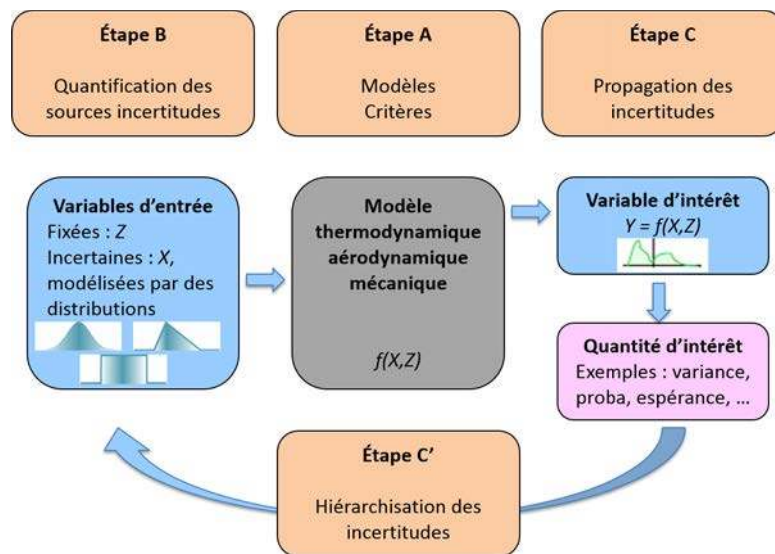 Étape B
Quantification des
sources incertitudes
Étape A
Modèles
Critères
Étape C
Propagation des
incertitudes
Variables d'entrée
Fixées : Z
Incertaines : X,
modélisées par des
distributions
Modèle
thermodynamique
aérodynamique
mécanique
f(X,Z)
Variable d'intérêt
Y = f(X,Z)
Quantité d'intérêt
Exemples : variance,
proba, espérance, …
Étape C'
Hiérarchisation des
incertitudes